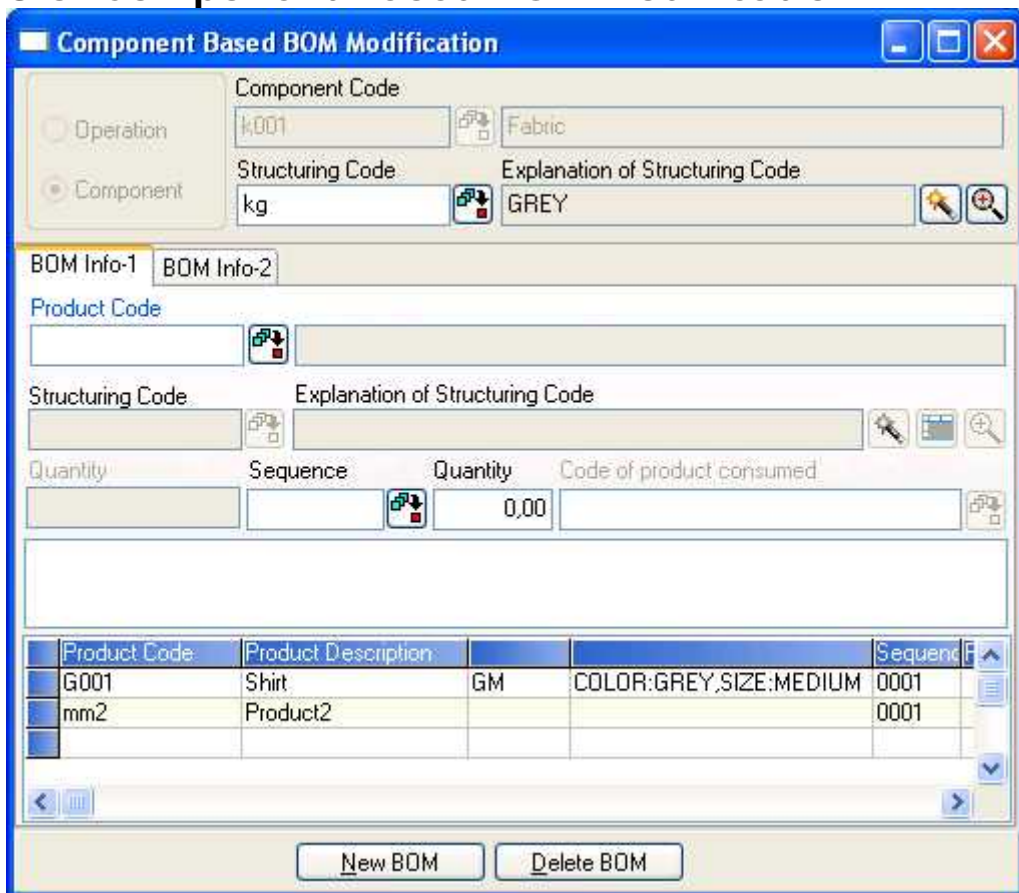 Component Based BOM Modification
Component Code
Operation
k001
Fabric
Structuring Code
Explanation of Structuring Code
Component
kg
GREY
BOM Info-1
BOM Info-2
Product Code
Structuring Code
Explanation of Structuring Code
Quantity
Sequence
Quantity
Code of product consumed
0,00
Product Code Product Description Sequenc
G001 Shirt GM COLOR:GREY,SIZE:MEDIUM 0001
mm2 Product2 0001
New BOM
Delete BOM